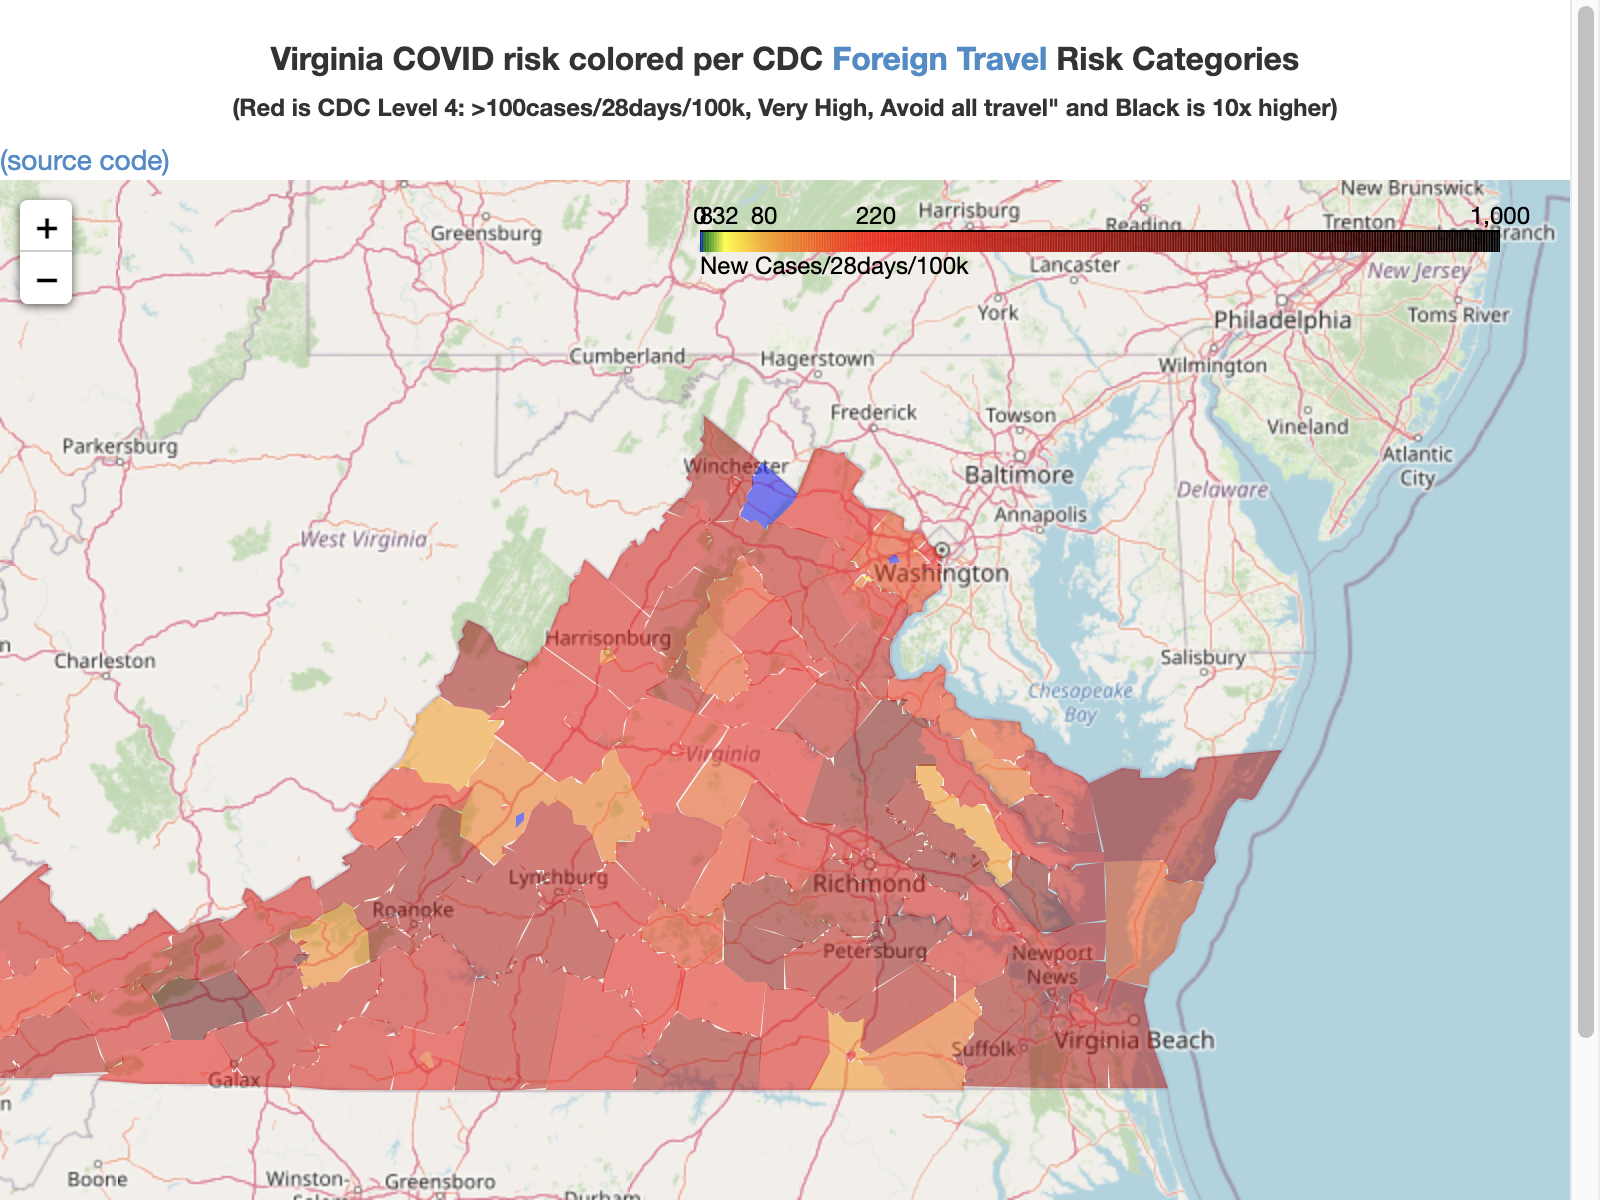 Virginia COVID risk colored per CDC Foreign Travel Risk Categories
(Red is CDC Level 4: >100cases/28days/100k, Very High, Avoid all travel" and Black is 10x higher)
(source code)
+
−
0 8 32 80 220 1,000
New Cases/28days/100k
New Brunswick
Harrisburg
Reading
Trenton
Branch
Greensburg
Lancaster
New Jersey
York
Philadelphia
Toms River
Cumberland
Hagerstown
Wilmington
Frederick
Towson
Vineland
Parkersburg
Winchester
Baltimore
Atlantic
City
Delaware
Annapolis
West Virginia
Washington
Harrisonburg
Charleston
Salisbury
Chesapeake
Bay
Virginia
Lynchburg
Richmond
Roanoke
Petersburg
Newport
News
Virginia Beach
Suffolk
Galax
Boone
Winston-
Greensboro
Durham